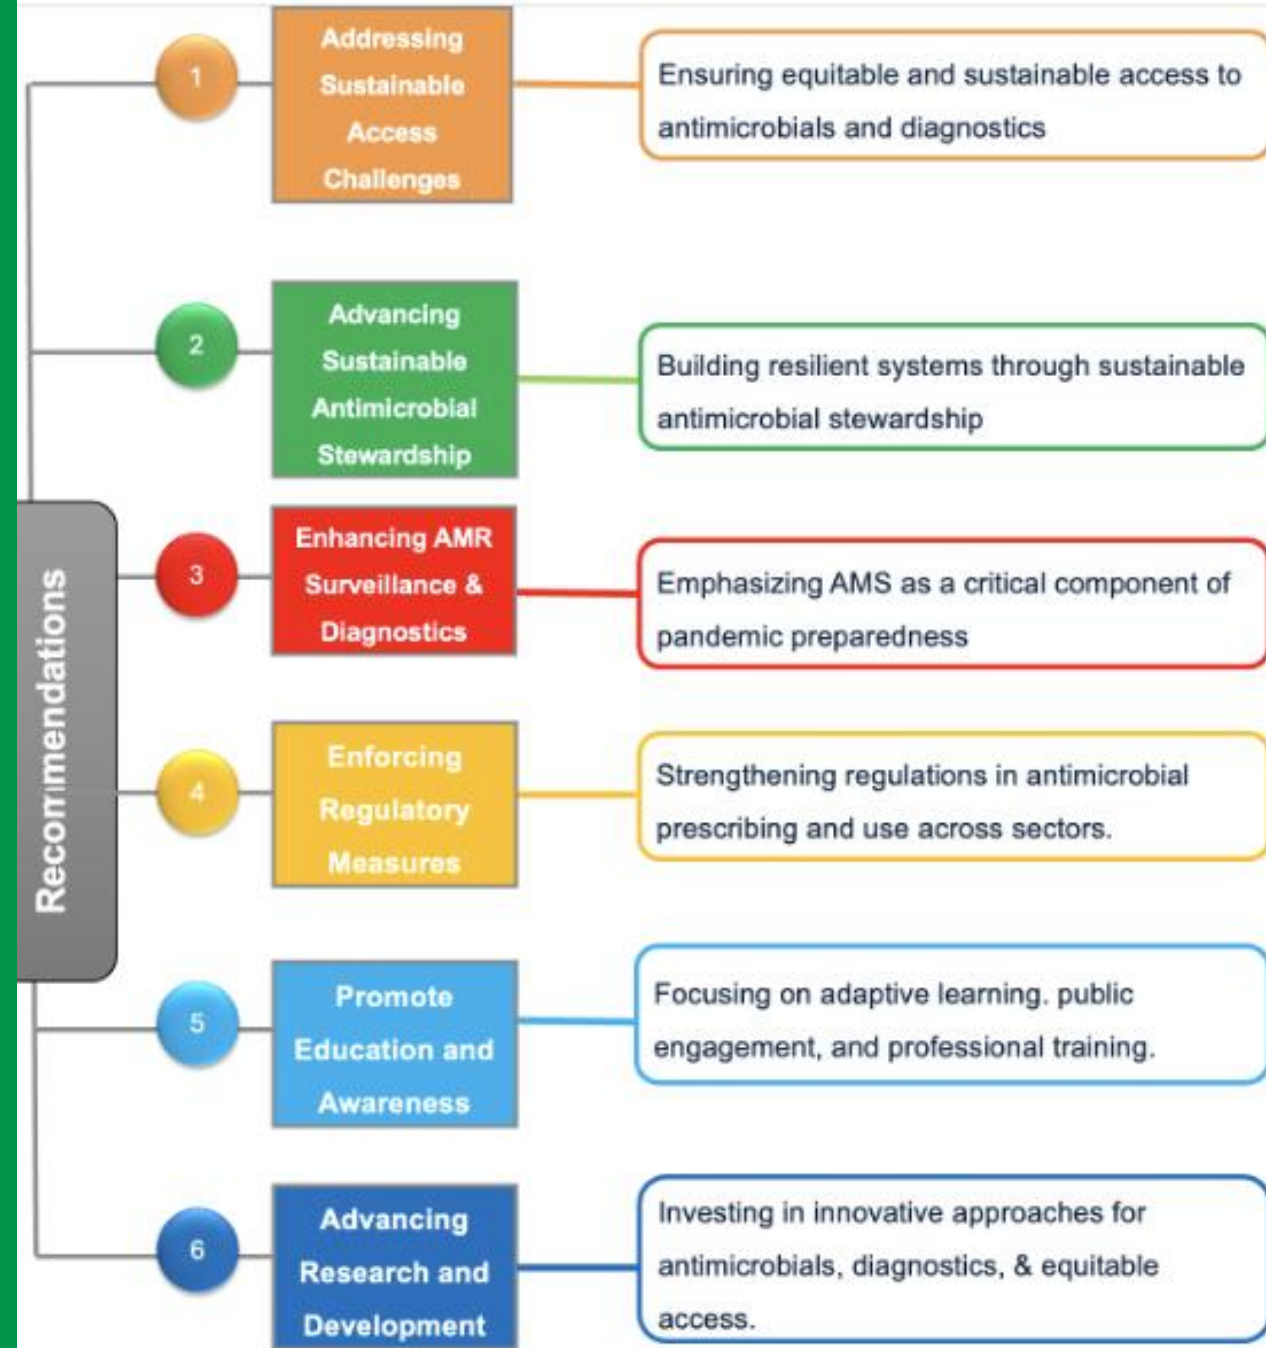 Recommendations
1
Addressing
Sustainable
Access
Challenges
Ensuring equitable and sustainable access to
antimicrobials and diagnostics
2
Advancing
Sustainable
Antimicrobial
Stewardship
Building resilient systems through sustainable
antimicrobial stewardship
3
Enhancing AMR
Surveillance &
Diagnostics
Emphasizing AMS as a critical component of
pandemic preparedness
4
Enforcing
Regulatory
Measures
Strengthening regulations in antimicrobial
prescribing and use across sectors.
5
Promote
Education and
Awareness
Focusing on adaptive learning. public
engagement, and professional training.
6
Advancing
Research and
Development
Investing in innovative approaches for
antimicrobials, diagnostics, & equitable
access.